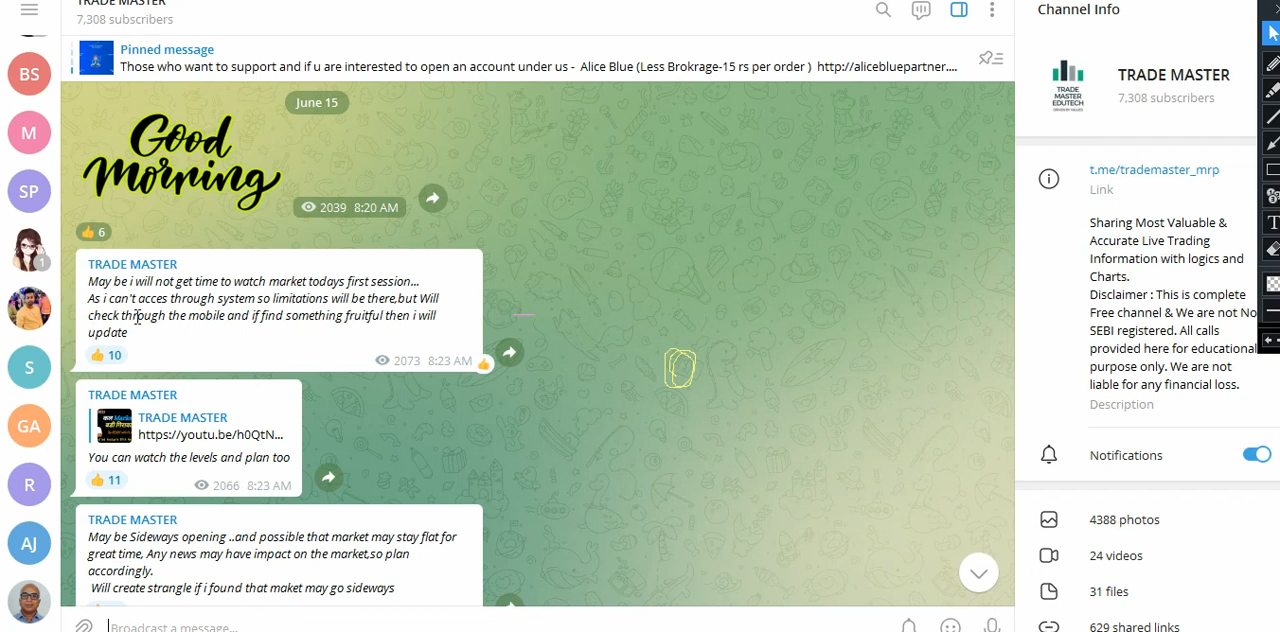 TRADE MASTER
7,308 subscribers
Pinned message
Those who want to support and if u are interested to open an account under us - Alice Blue (Less Brokrage-15 rs per order ) http://alicebluepartner....
June 15
Good
Morning
2039 8:20 AM
6
TRADE MASTER
May be i will not get time to watch market todays first session...
As i can't acces through system so limitations will be there,but Will
check through the mobile and if find something fruitful then i will
update
10
2073 8:23 AM
TRADE MASTER
TRADE MASTER
https://youtu.be/h0QtN...
You can watch the levels and plan too
11
2066 8:23 AM
TRADE MASTER
May be Sideways opening ..and possible that market may stay flat for
great time, Any news may have impact on the market,so plan
accordingly.
Will create strangle if i found that maket may go sideways
Broadcast a message...
BS
M
SP
1
S
GA
R
AJ
Channel Info
TRADE
MASTER
EDUTECH
TRADE MASTER
7,308 subscribers
t.me/trademaster_mrp
Link
Sharing Most Valuable &
Accurate Live Trading
Information with logics and
Charts.
Disclaimer : This is complete
Free channel & We are not No
SEBI registered. All calls
provided here for educational
purpose only. We are not
liable for any financial loss.
Description
Notifications
4388 photos
24 videos
31 files
629 shared links
T